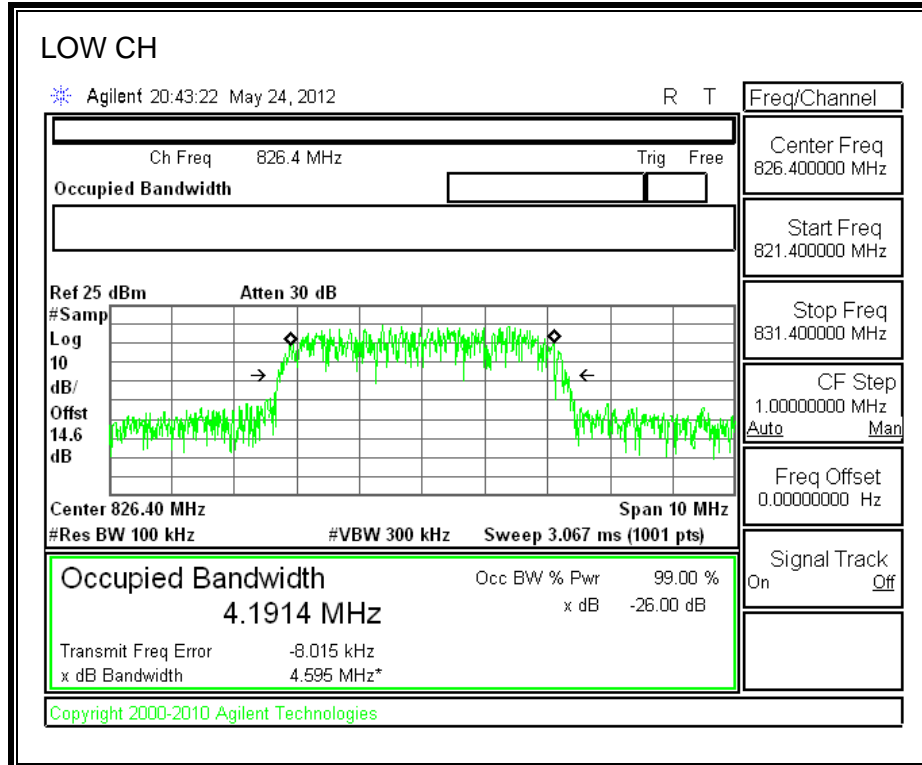 LOW CH
Agilent 20:43:22 May 24, 2012 R T
Freq/Channel
Ch Freq 826.4 MHz Trig Free
Occupied Bandwidth
Center Freq
826.400000 MHz
Start Freq
821.400000 MHz
Stop Freq
831.400000 MHz
CF Step
1.00000000 MHz
Auto Man
Freq Offset
0.00000000 Hz
Signal Track
On Off
Ref 25 dBm Atten 30 dB
#Samp
Log
10
dB/
Offst
14.6
dB
Center 826.40 MHz Span 10 MHz
#Res BW 100 kHz #VBW 300 kHz Sweep 3.067 ms (1001 pts)
Occupied Bandwidth Occ BW % Pwr 99.00 %
4.1914 MHz x dB -26.00 dB
Transmit Freq Error -8.015 kHz
x dB Bandwidth 4.595 MHz*
Copyright 2000-2010 Agilent Technologies